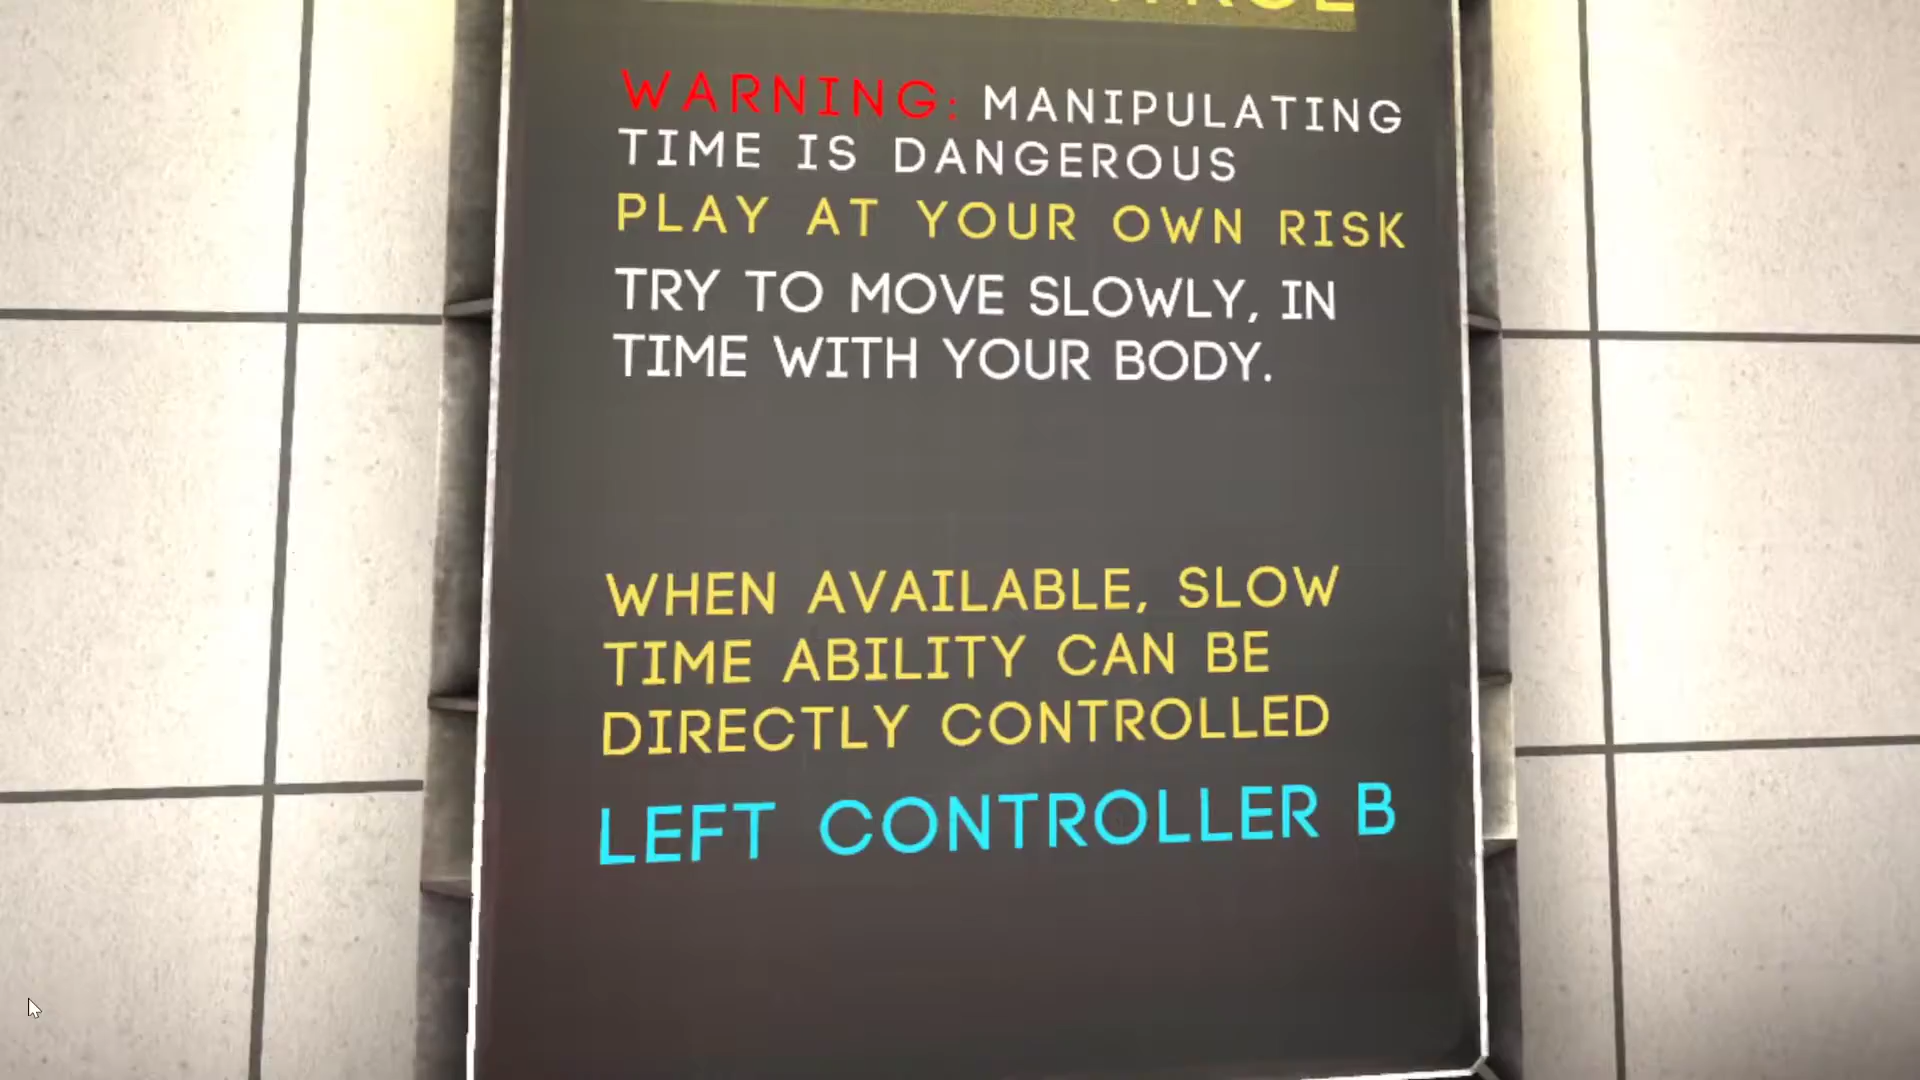 WARNING: MANIPULATING
TIME IS DANGEROUS
PLAY AT YOUR OWN RISK
TRY TO MOVE SLOWLY, IN
TIME WITH YOUR BODY.
WHEN AVAILABLE, SLOW
TIME ABILITY CAN BE
DIRECTLY CONTROLLED
LEFT CONTROLLER B